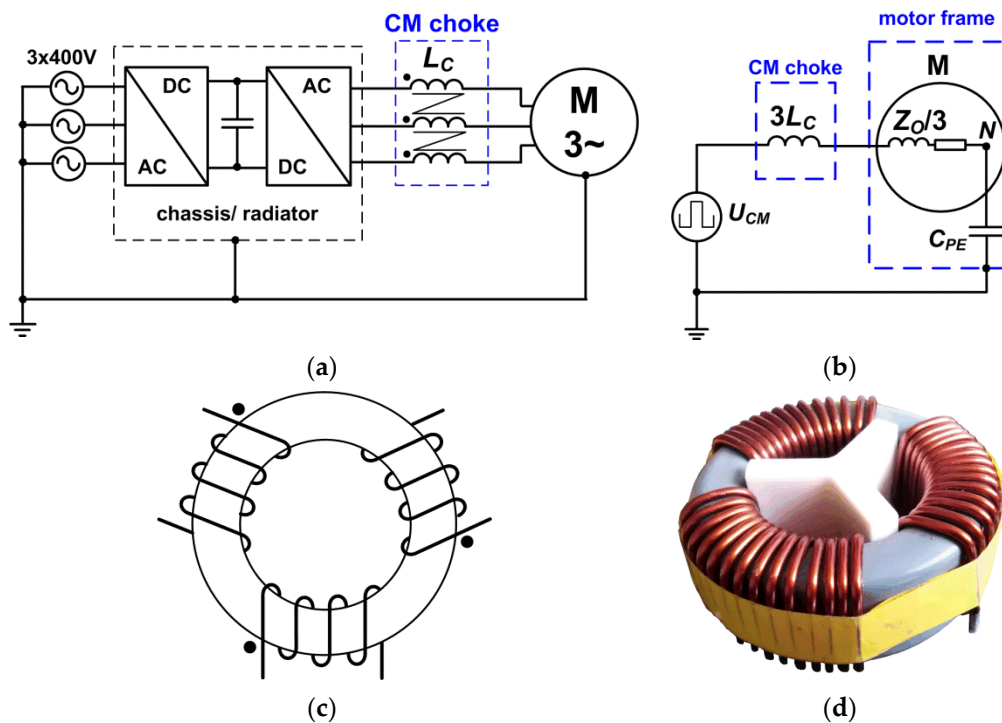 CM choke
3x400V
L_C
DC
AC
AC
DC
M
3~
chassis/ radiator
(a)
motor frame
CM choke
M
3L_C
Z_O/3
N
U_CM
C_PE
(b)
(c)
(d)